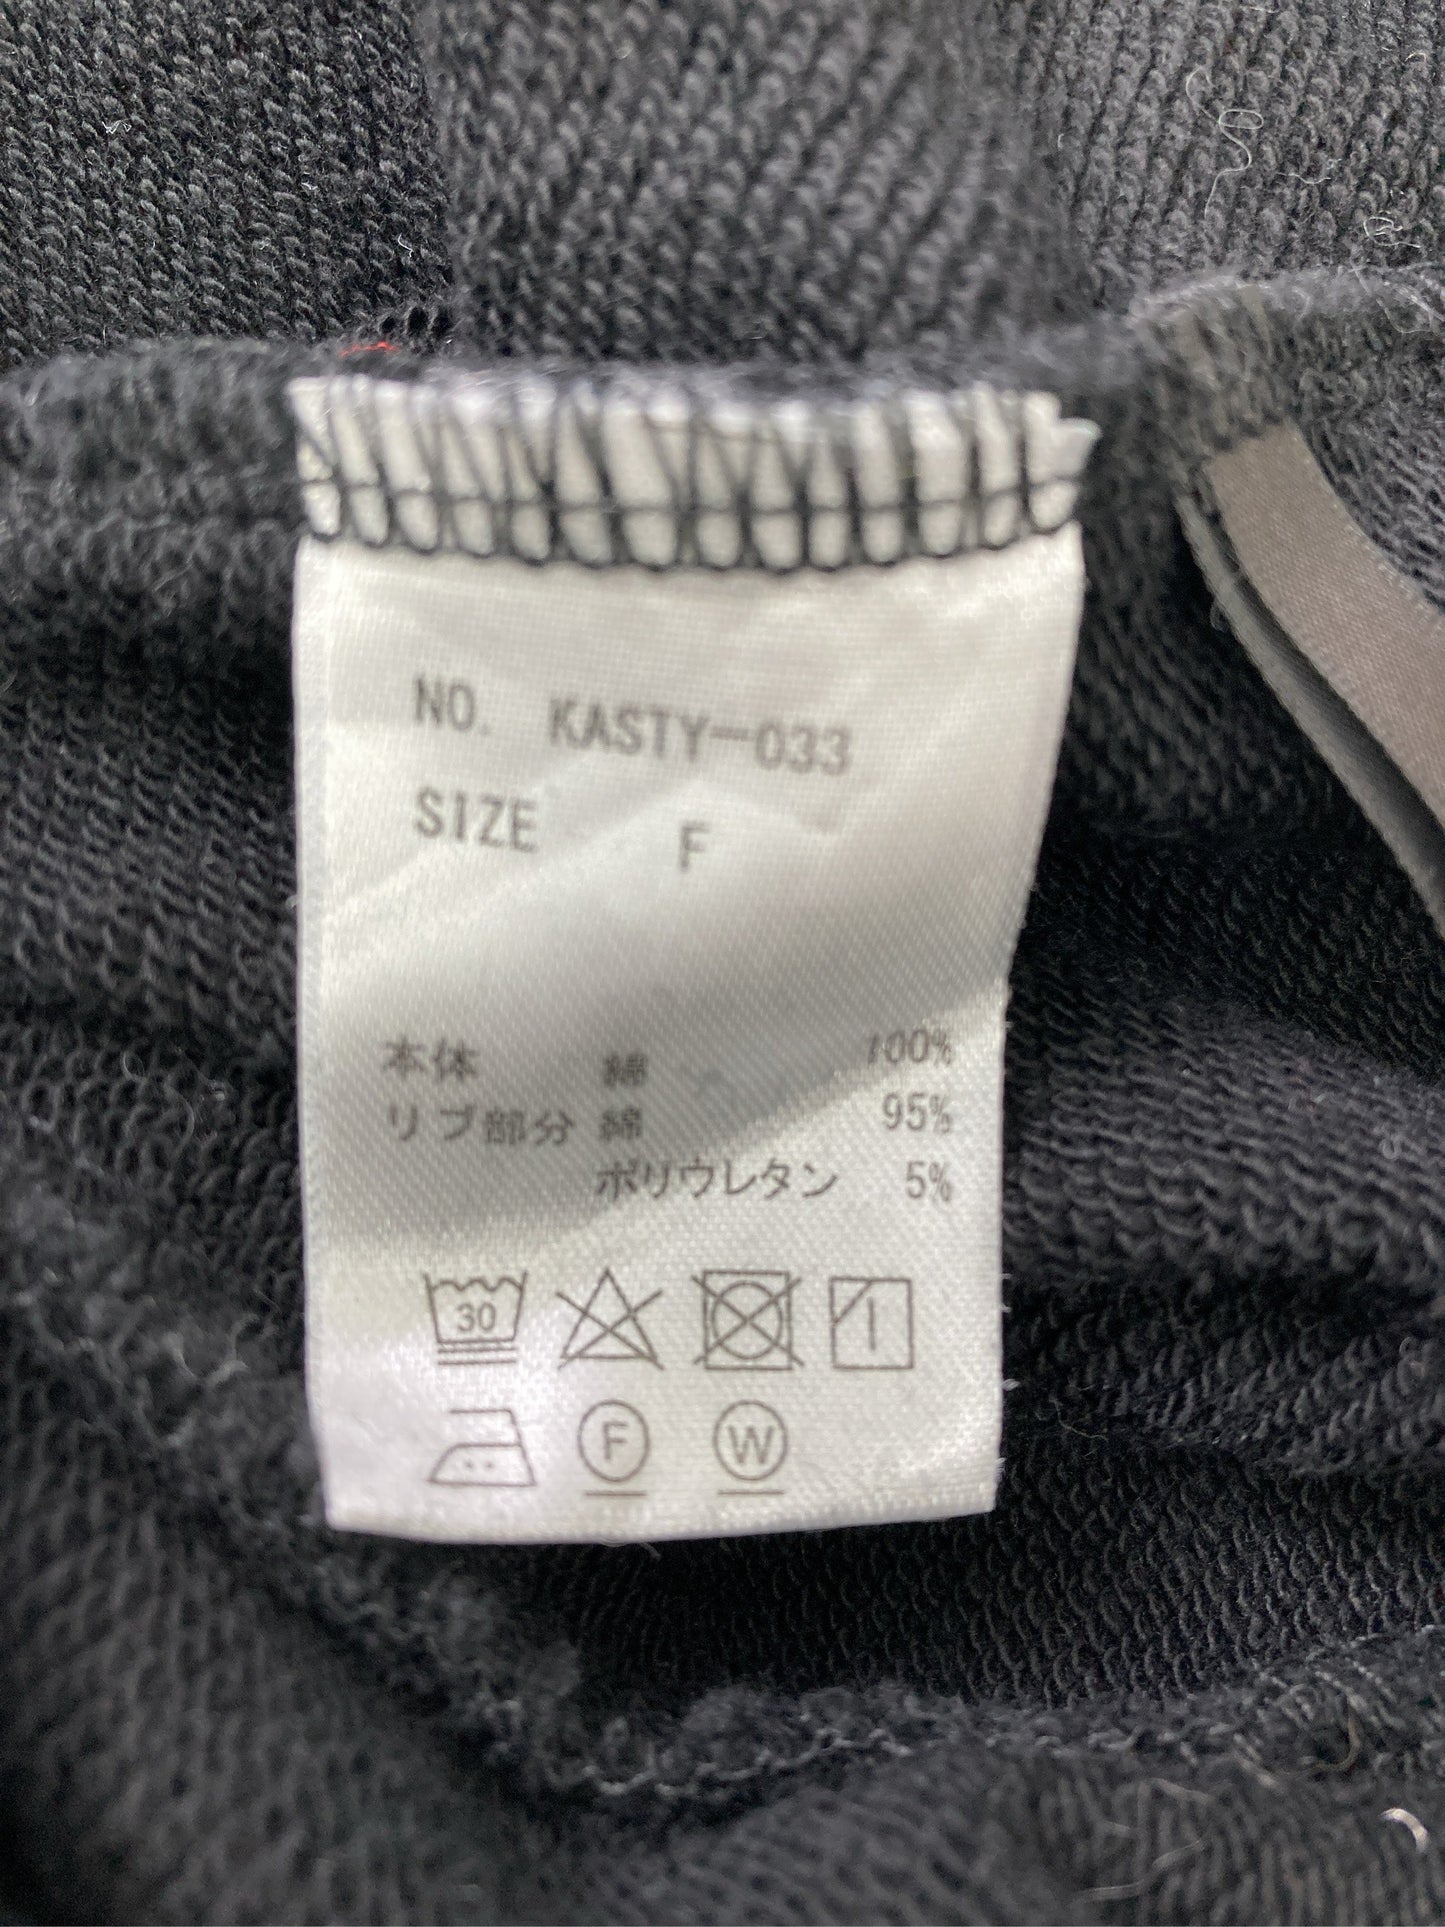 NO. KASTY-033
SIZE F
本体 綿 100%
リブ部分 綿 95%
ポリウレタン 5%
30
F W